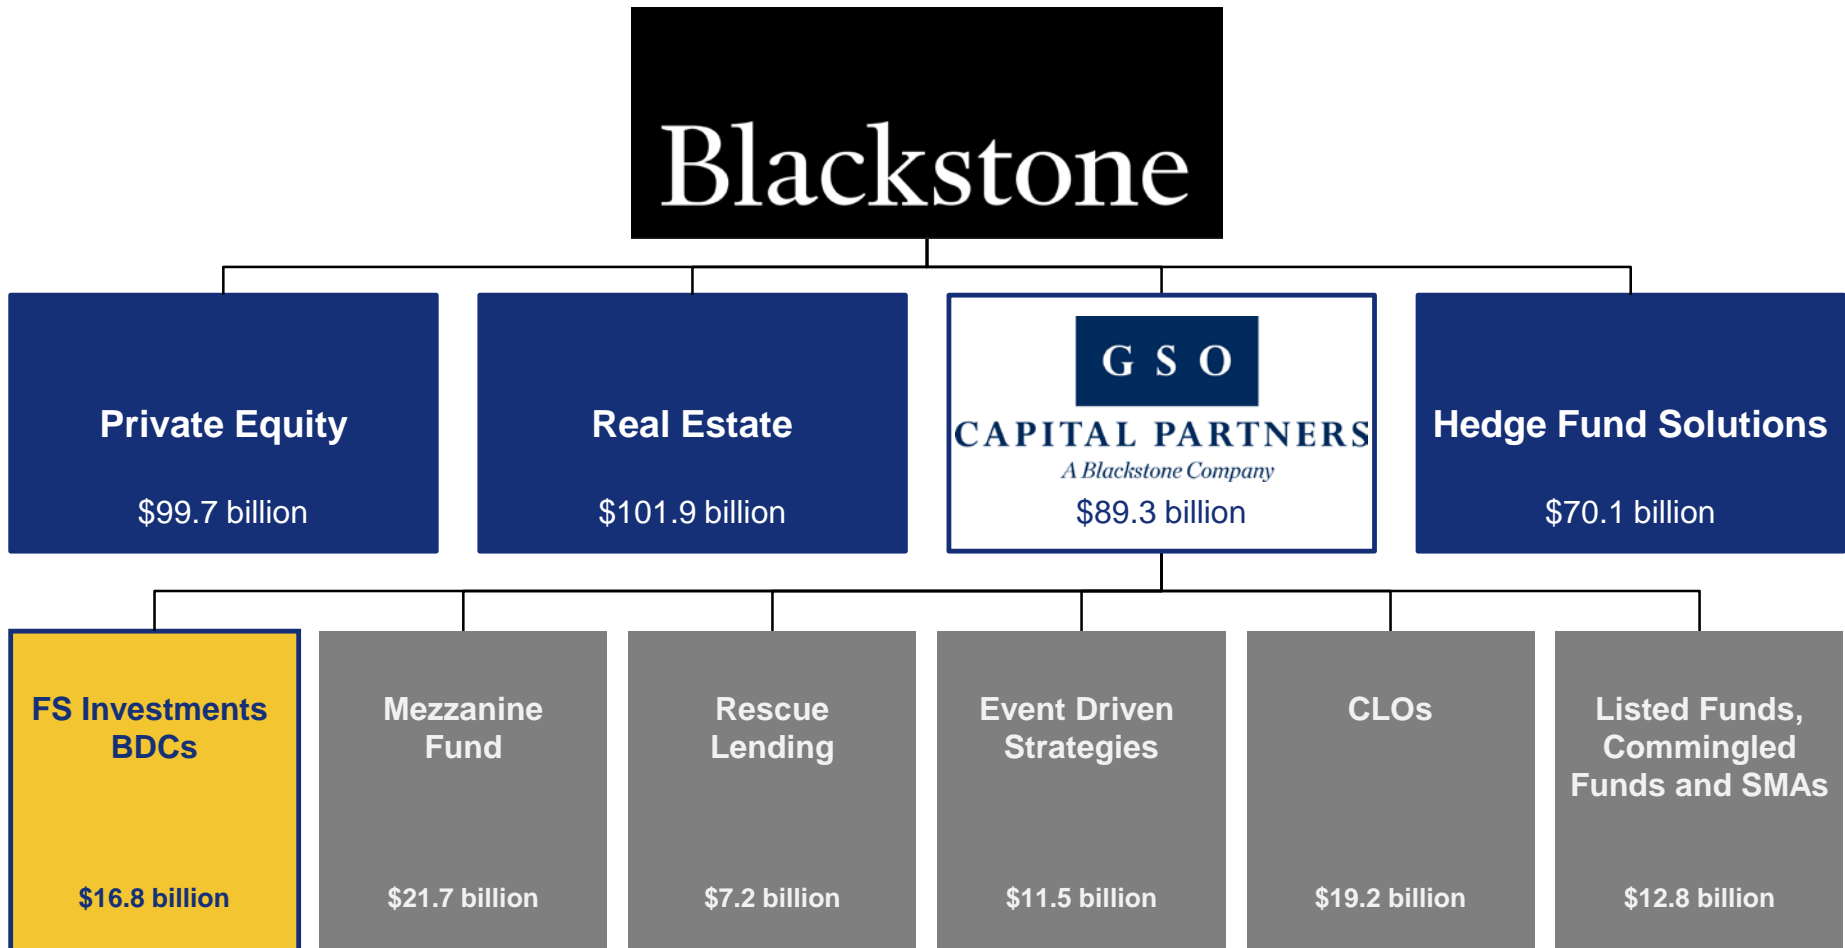 Blackstone
Private Equity
$99.7 billion
Real Estate
$101.9 billion
G S O
CAPITAL PARTNERS
A Blackstone Company
$89.3 billion
Hedge Fund Solutions
$70.1 billion
FS Investments
BDCs
$16.8 billion
Mezzanine
Fund
$21.7 billion
Rescue
Lending
$7.2 billion
Event Driven
Strategies
$11.5 billion
CLOs
$19.2 billion
Listed Funds,
Commingled
Funds and SMAs
$12.8 billion